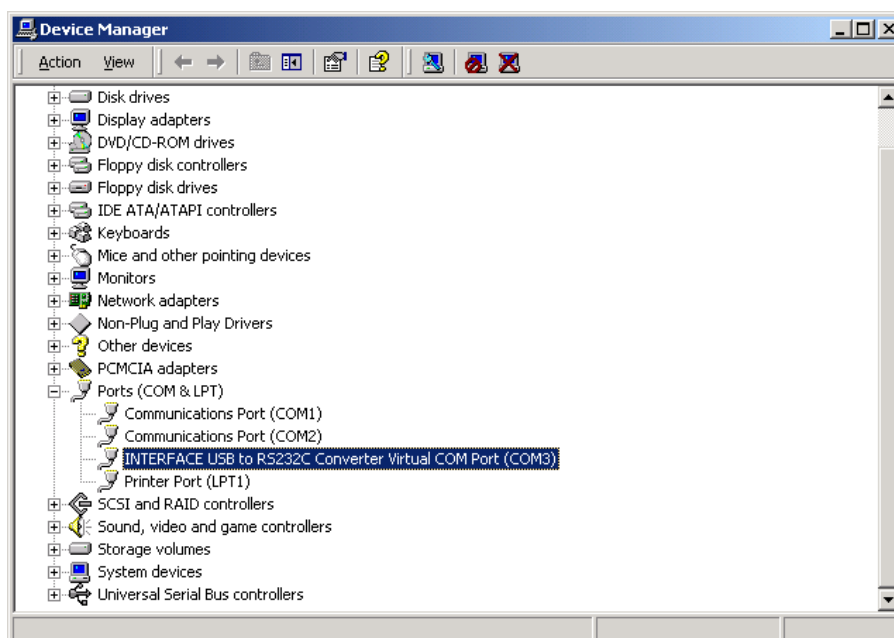 Device Manager
Action View
Disk drives
Display adapters
DVD/CD-ROM drives
Floppy disk controllers
Floppy disk drives
IDE ATA/ATAPI controllers
Keyboards
Mice and other pointing devices
Monitors
Network adapters
Non-Plug and Play Drivers
Other devices
PCMCIA adapters
Ports (COM & LPT)
Communications Port (COM1)
Communications Port (COM2)
INTERFACE USB to RS232C Converter Virtual COM Port (COM3)
Printer Port (LPT1)
SCSI and RAID controllers
Sound, video and game controllers
Storage volumes
System devices
Universal Serial Bus controllers